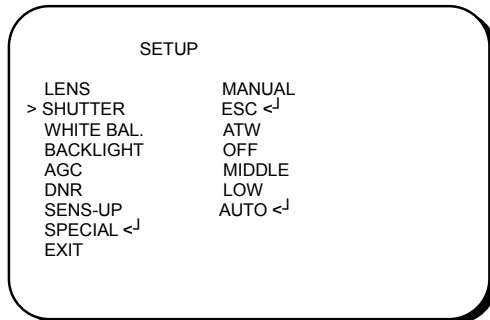 SETUP
LENS MANUAL
> SHUTTER ESC <┘
WHITE BAL. ATW
BACKLIGHT OFF
AGC MIDDLE
DNR LOW
SENS-UP AUTO <┘
SPECIAL <┘
EXIT